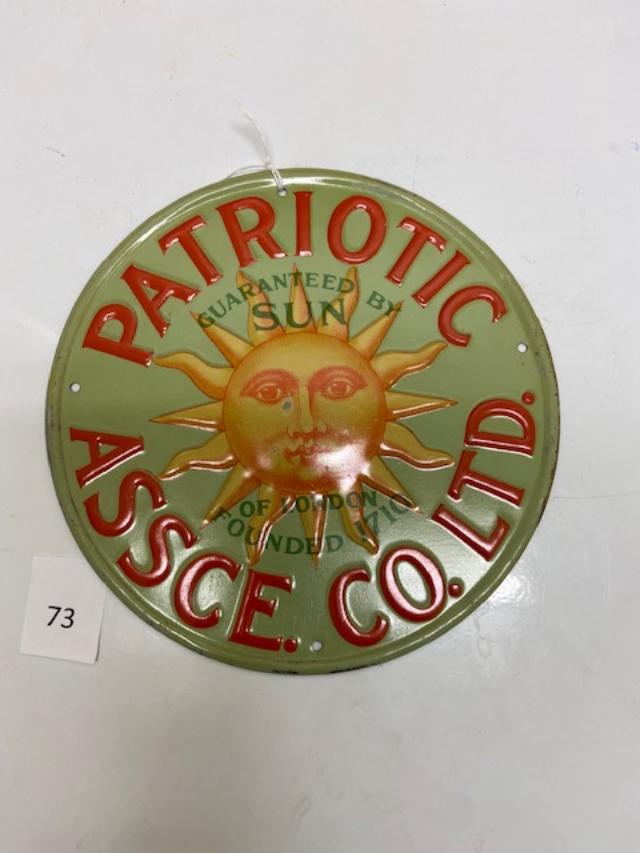 PATRIOTIC
GUARANTEED BY
SUN
OF LONDON
FOUNDED 1710
ASSCE. CO. LTD.
73